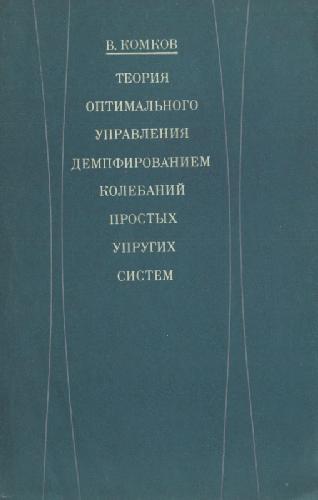 В. КОМКОВ
ТЕОРИЯ
ОПТИМАЛЬНОГО
УПРАВЛЕНИЯ
ДЕМПФИРОВАНИЕМ
КОЛЕБАНИЙ
ПРОСТЫХ
УПРУГИХ
СИСТЕМ